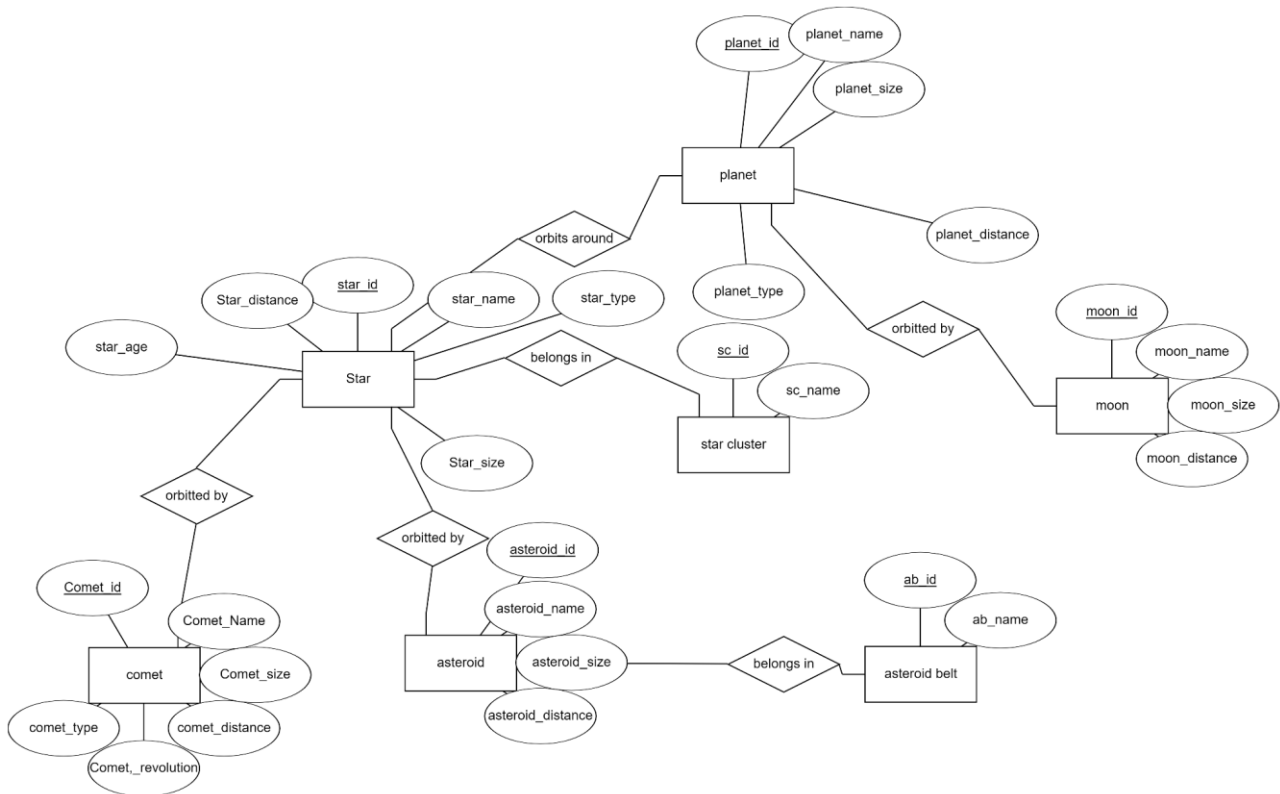 planet_id
planet_name
planet_size
planet
planet_distance
planet_type
orbits around
Star_distance
star_id
star_name
star_type
star_age
Star
belongs in
sc_id
sc_name
star cluster
Star_size
orbitted by
moon_id
moon_name
moon_size
moon
moon_distance
orbitted by
orbitted by
Comet_id
Comet_Name
Comet_size
comet
comet_type
comet_distance
Comet,_revolution
asteroid_id
asteroid_name
asteroid_size
asteroid
asteroid_distance
belongs in
ab_id
ab_name
asteroid belt